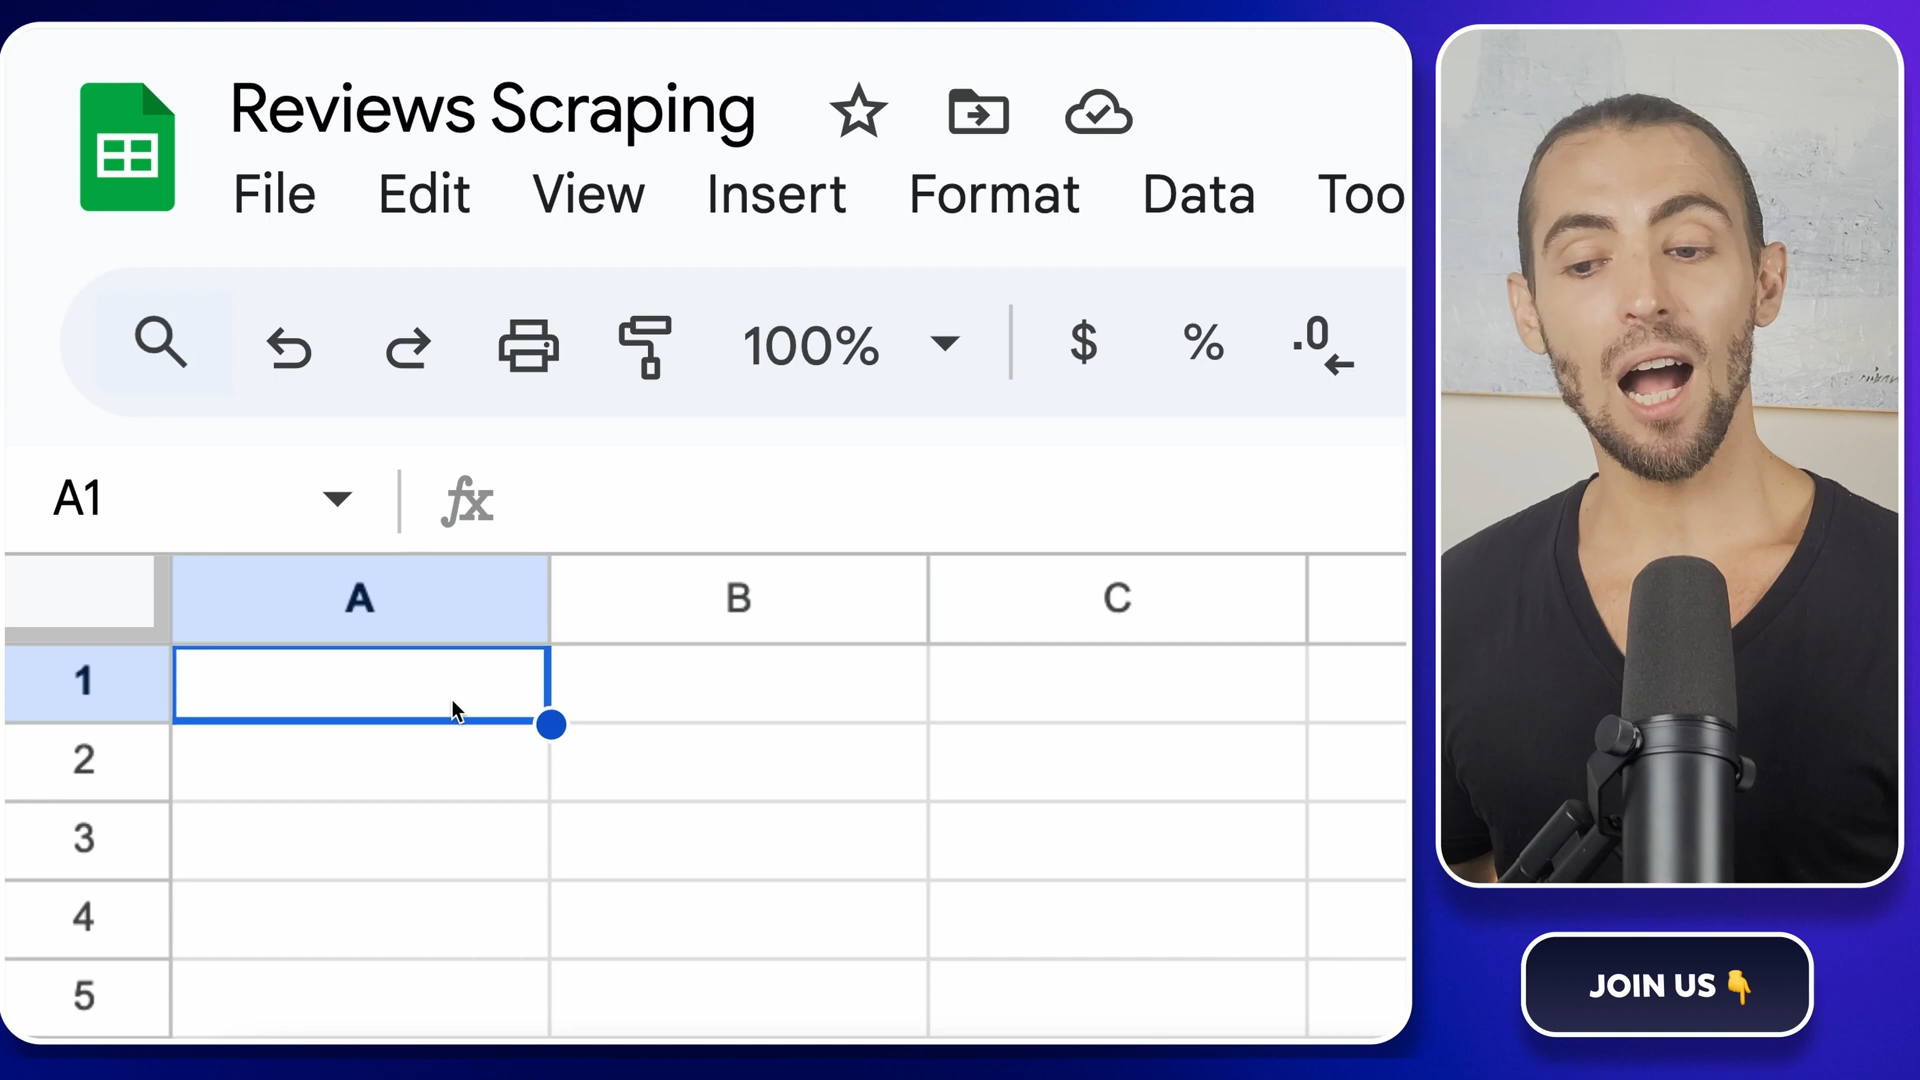 Reviews Scraping
File Edit View Insert Format Data Too
100% $ % .0
A1 fx
A B C
1
2
3
4
5
JOIN US 👇